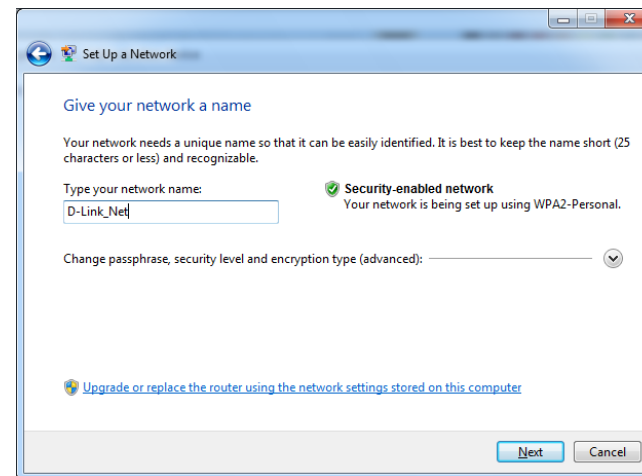 Set Up a Network
Give your network a name
Your network needs a unique name so that it can be easily identified. It is best to keep the name short (25
characters or less) and recognizable.
Type your network name:
Security-enabled network
D-Link_Net
Your network is being set up using WPA2-Personal.
Change passphrase, security level and encryption type (advanced):
Upgrade or replace the router using the network settings stored on this computer
Next
Cancel